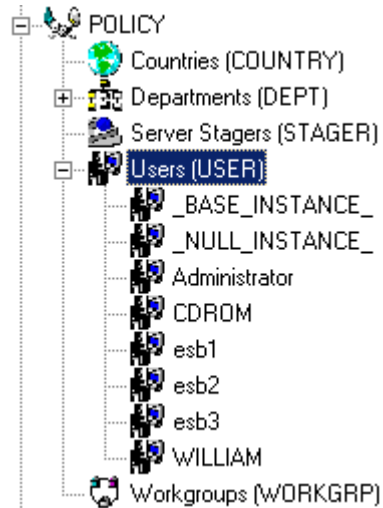 POLICY
Countries (COUNTRY)
Departments (DEPT)
Server Stagers (STAGER)
Users (USER)
_BASE_INSTANCE_
_NULL_INSTANCE_
Administrator
CDROM
esb1
esb2
esb3
WILLIAM
Workgroups (WORKGRP)